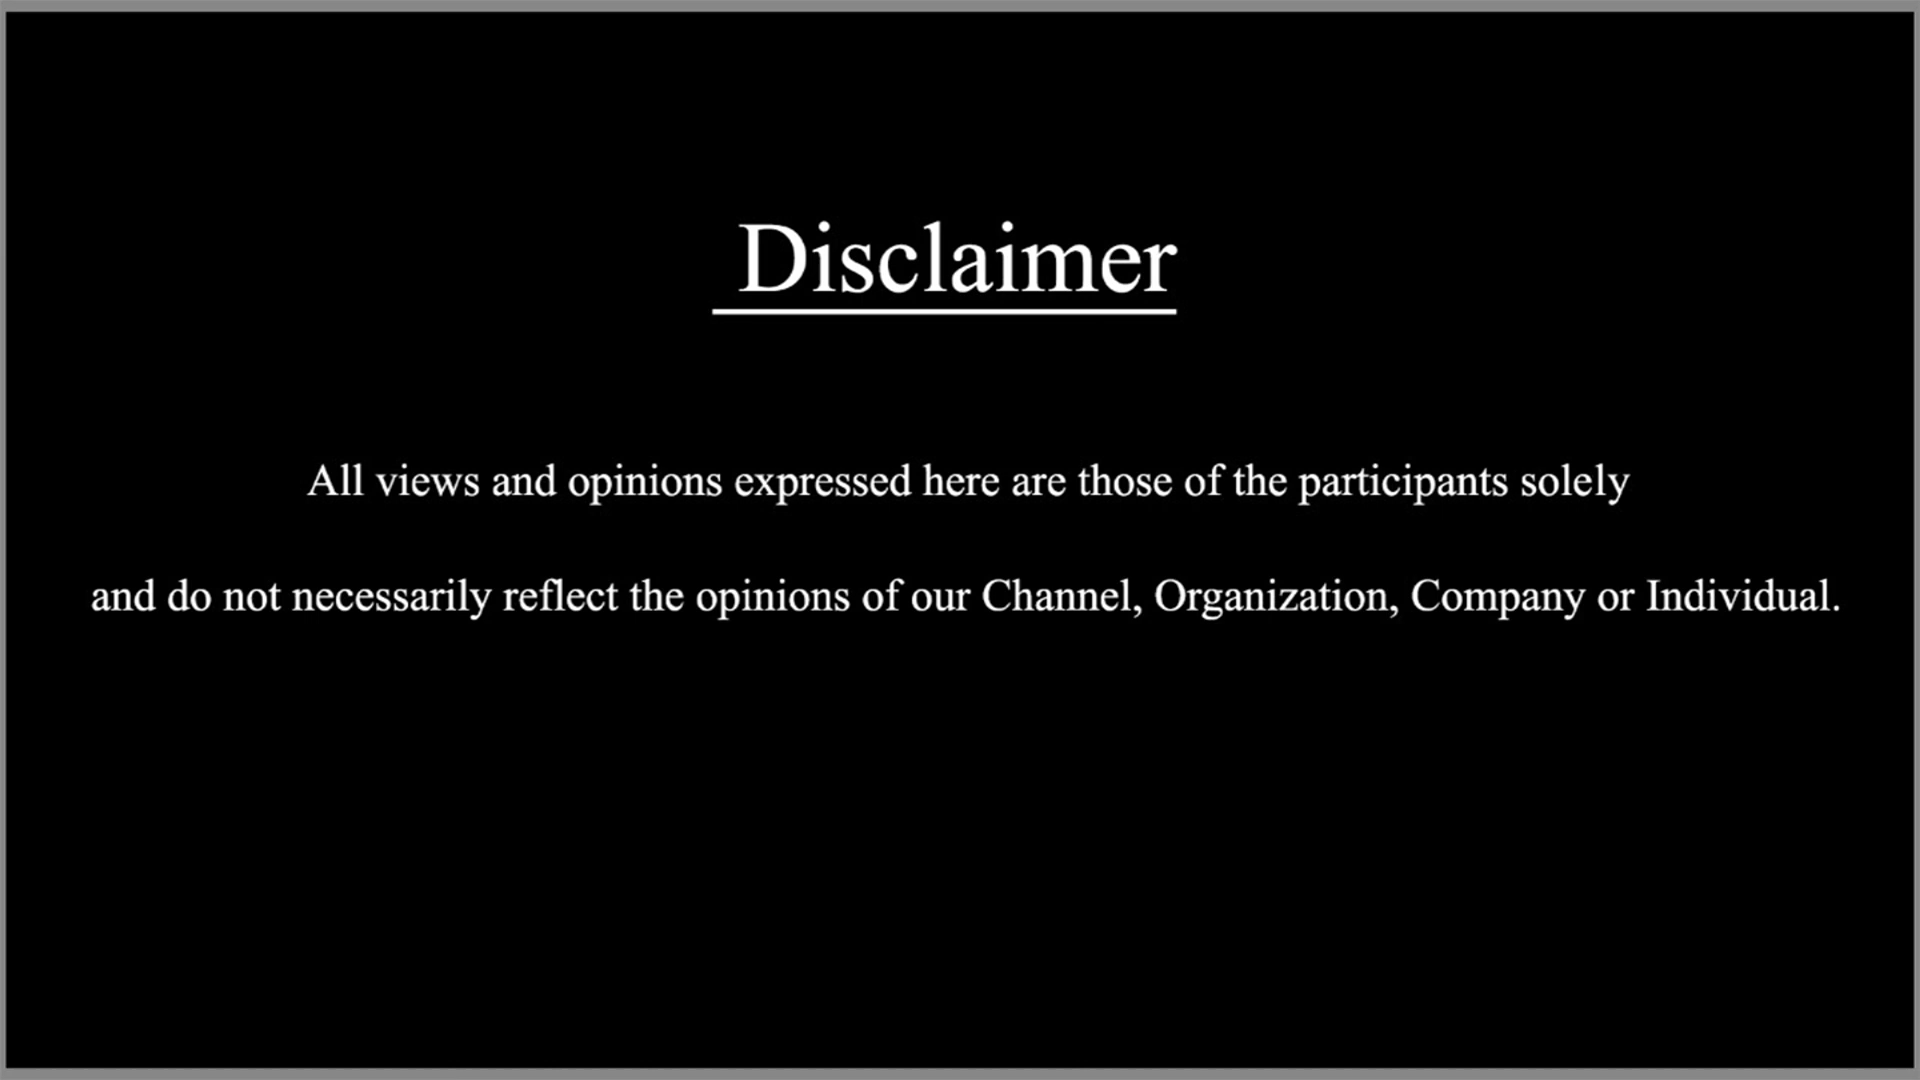 Disclaimer
All views and opinions expressed here are those of the participants solely
and do not necessarily reflect the opinions of our Channel, Organization, Company or Individual.